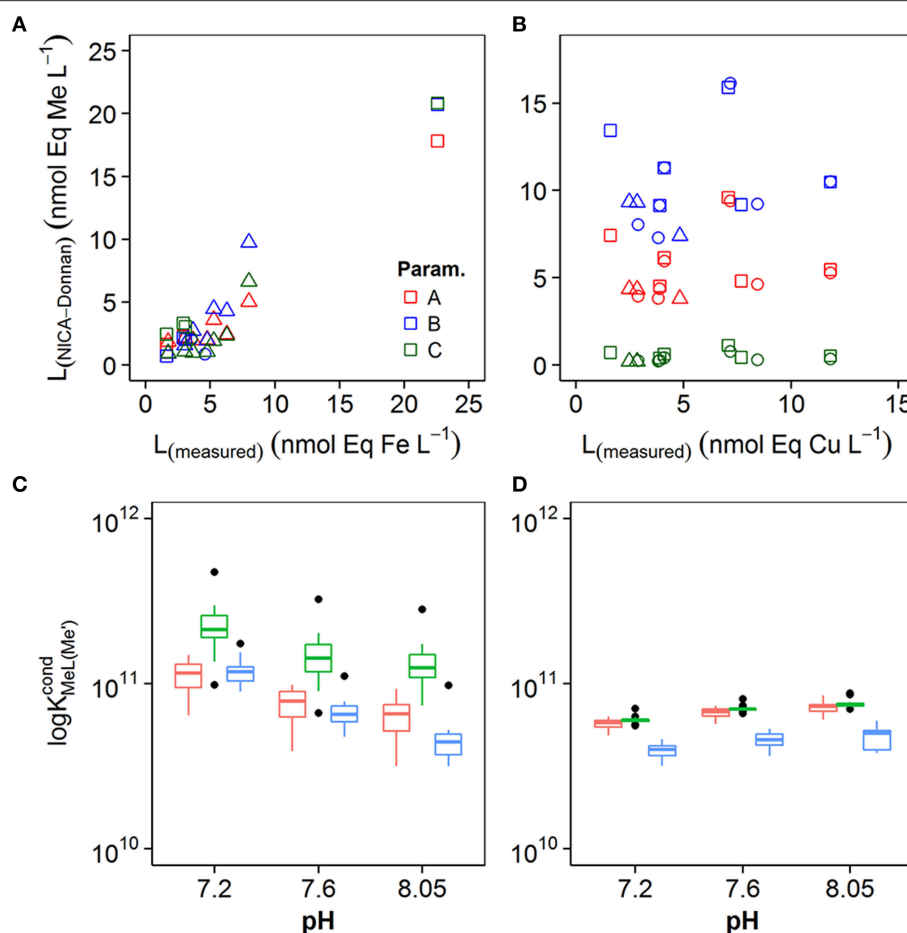 A
B
L(NICA−Donnan) (nmol Eq Me L−1)
25
20
15
10
5
0
Param.
A
B
C
0 5 10 15 20 25
L(measured) (nmol Eq Fe L−1)
15
10
5
0
0 5 10 15
L(measured) (nmol Eq Cu L−1)
C
D
logKcondMeL(Me')
10^12
10^11
10^10
7.2 7.6 8.05
pH
10^12
10^11
10^10
7.2 7.6 8.05
pH